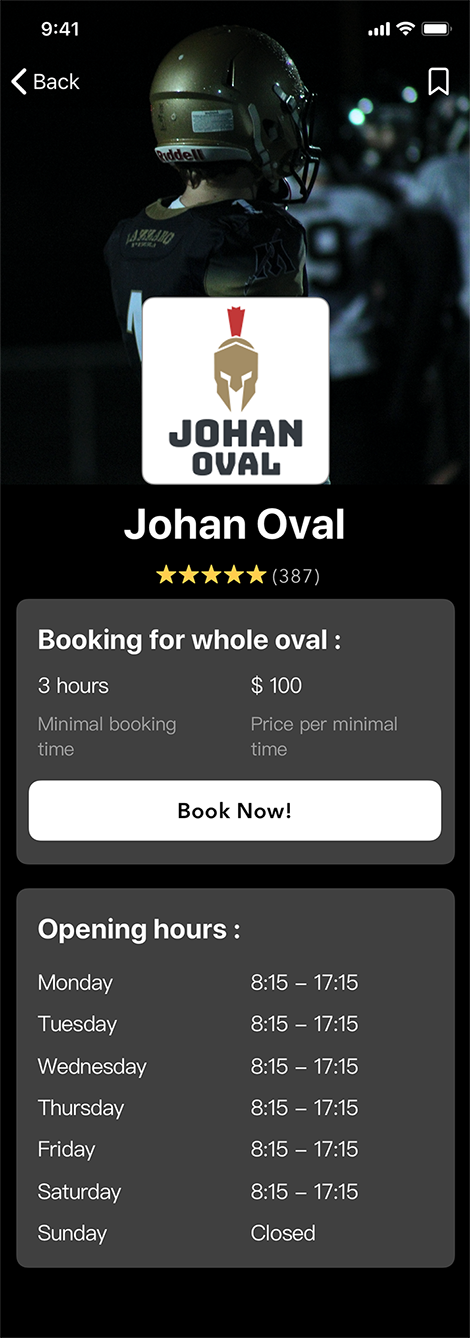 9:41
Back
Riddell
JOHAN
OVAL
Johan Oval
(387)
Booking for whole oval :
3 hours
$ 100
Minimal booking
time
Price per minimal
time
Book Now!
Opening hours :
Monday
8:15 – 17:15
Tuesday
8:15 – 17:15
Wednesday
8:15 – 17:15
Thursday
8:15 – 17:15
Friday
8:15 – 17:15
Saturday
8:15 – 17:15
Sunday
Closed